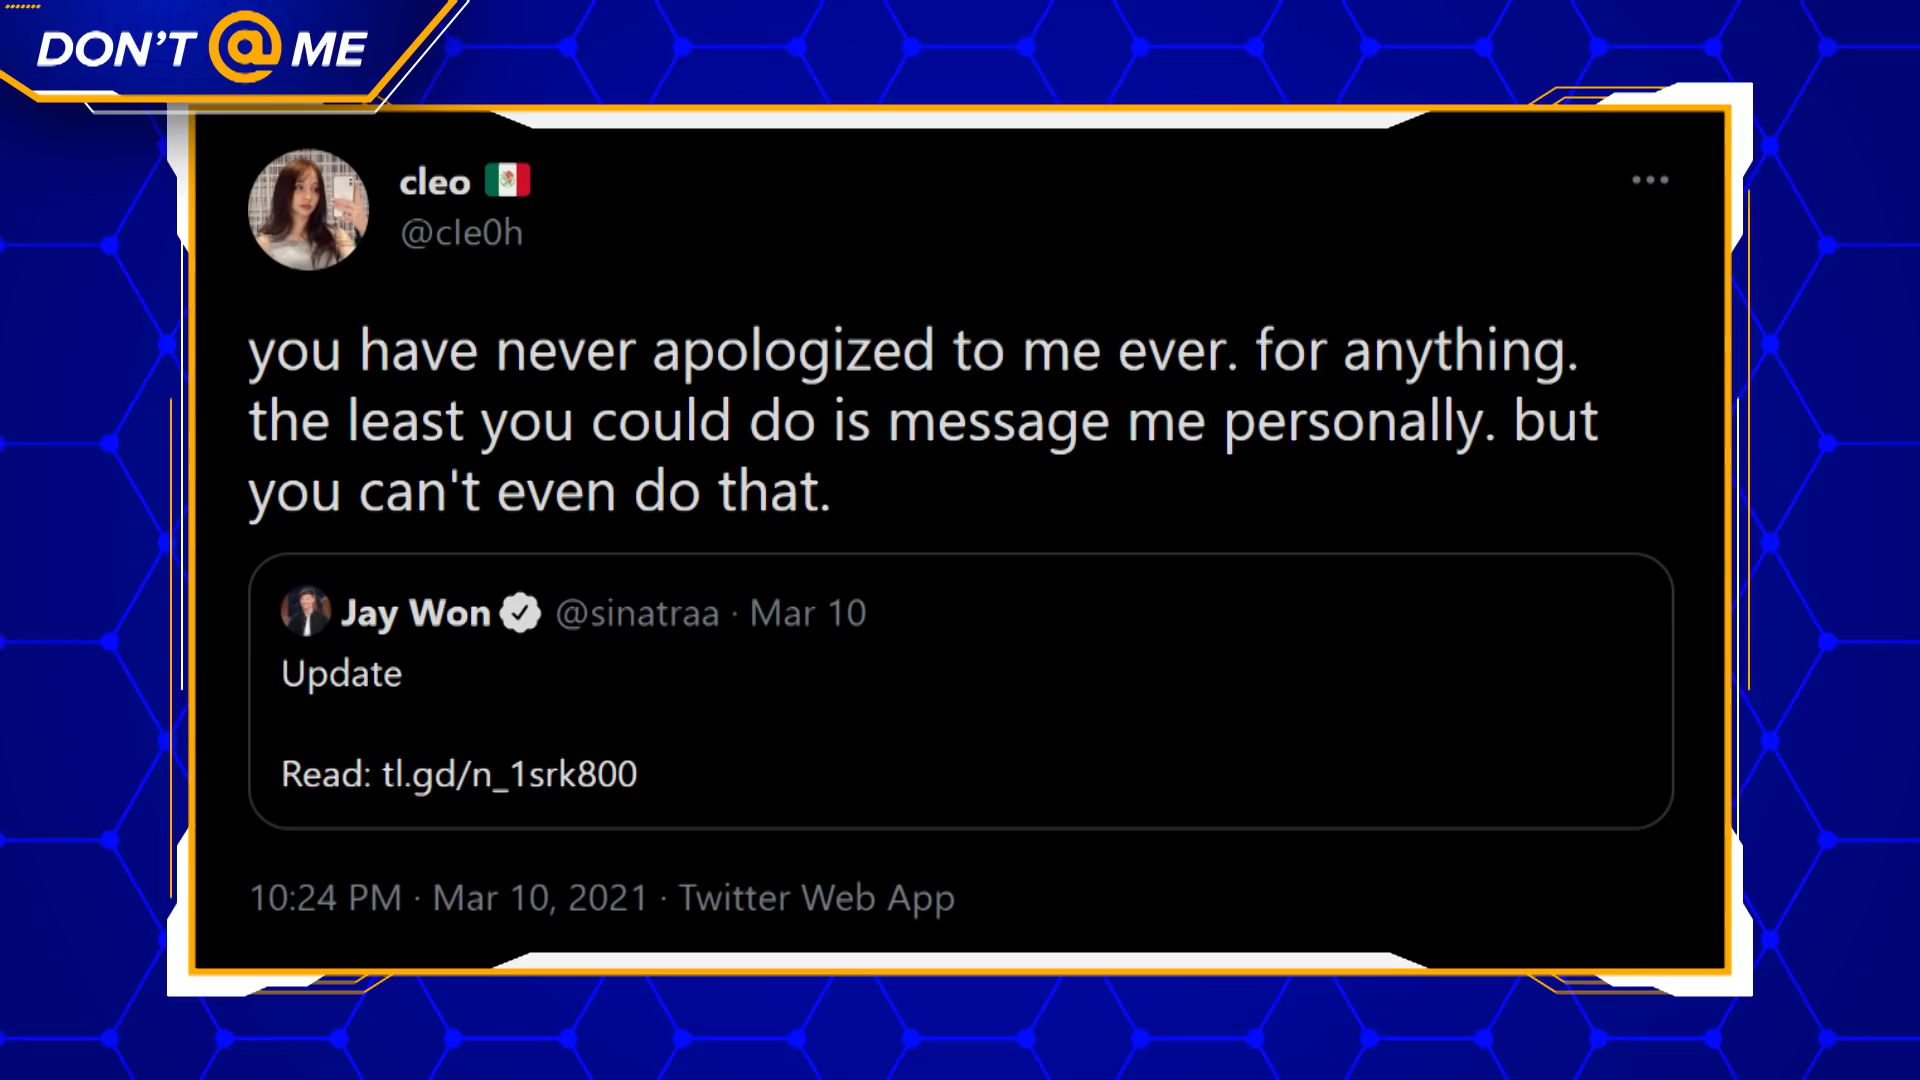 DON'T @ ME
cleo 🇲🇽
@cle0h
you have never apologized to me ever. for anything.
the least you could do is message me personally. but
you can't even do that.
Jay Won @sinatraa · Mar 10
Update
Read: tl.gd/n_1srk800
10:24 PM · Mar 10, 2021 · Twitter Web App